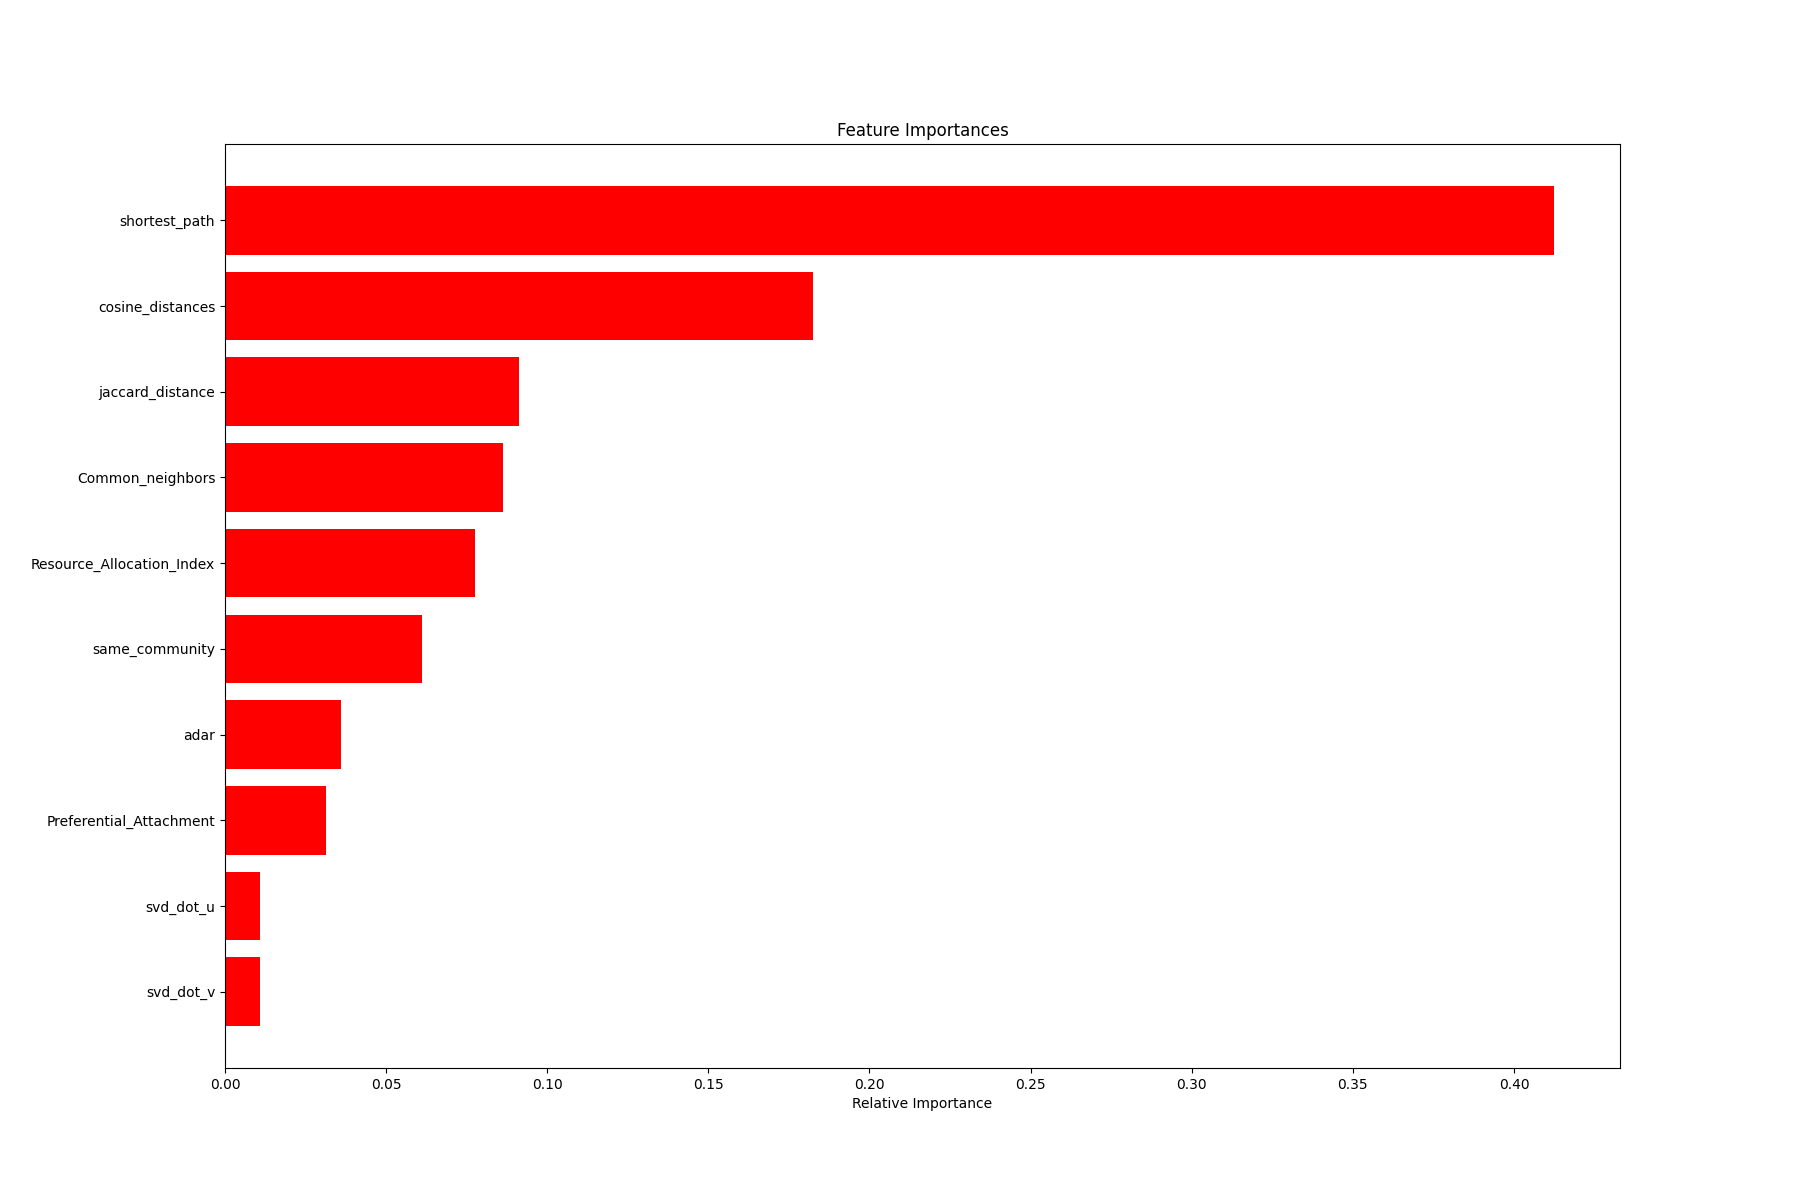 Feature Importances
shortest_path
cosine_distances
jaccard_distance
Common_neighbors
Resource_Allocation_Index
same_community
adar
Preferential_Attachment
svd_dot_u
svd_dot_v
0.00 0.05 0.10 0.15 0.20 0.25 0.30 0.35 0.40
Relative Importance